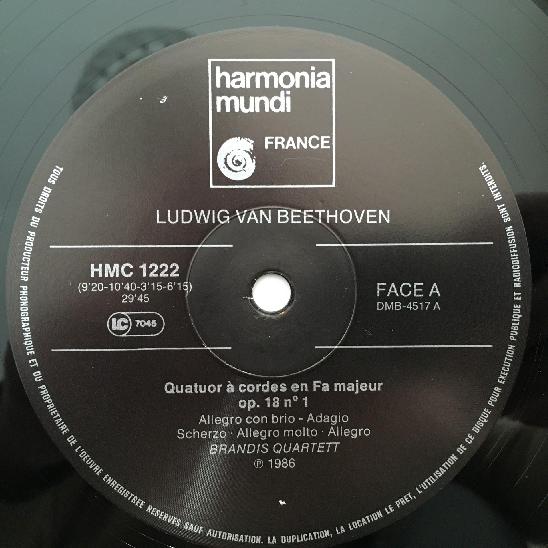 harmonia
mundi
FRANCE
LUDWIG VAN BEETHOVEN
HMC 1222
(9'20-10'40-3'15-6'15)
29'45
LC 7045
FACE A
DMB-4517 A
Quatuor à cordes en Fa majeur
op. 18 n° 1
Allegro con brio - Adagio
Scherzo · Allegro molto · Allegro
BRANDIS QUARTETT
℗ 1986
TOUS DROITS DU PRODUCTEUR PHONOGRAPHIQUE ET DU PROPRIETAIRE DE L'OEUVRE ENREGISTREE RESERVES SAUF AUTORISATION. LA DUPLICATION, LA LOCATION LE PRET, L'UTILISATION DE CE DISQUE POUR EXECUTION PUBLIQUE ET RADIODIFFUSION SONT INTERDITS.